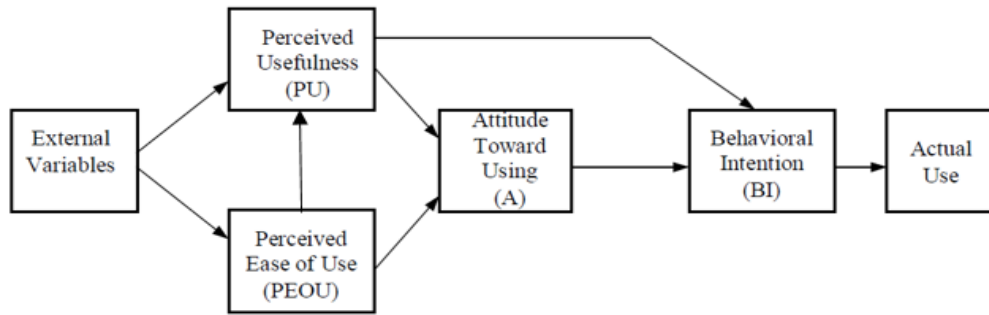 External
Variables
Perceived
Usefulness
(PU)
Perceived
Ease of Use
(PEOU)
Attitude
Toward
Using
(A)
Behavioral
Intention
(BI)
Actual
Use